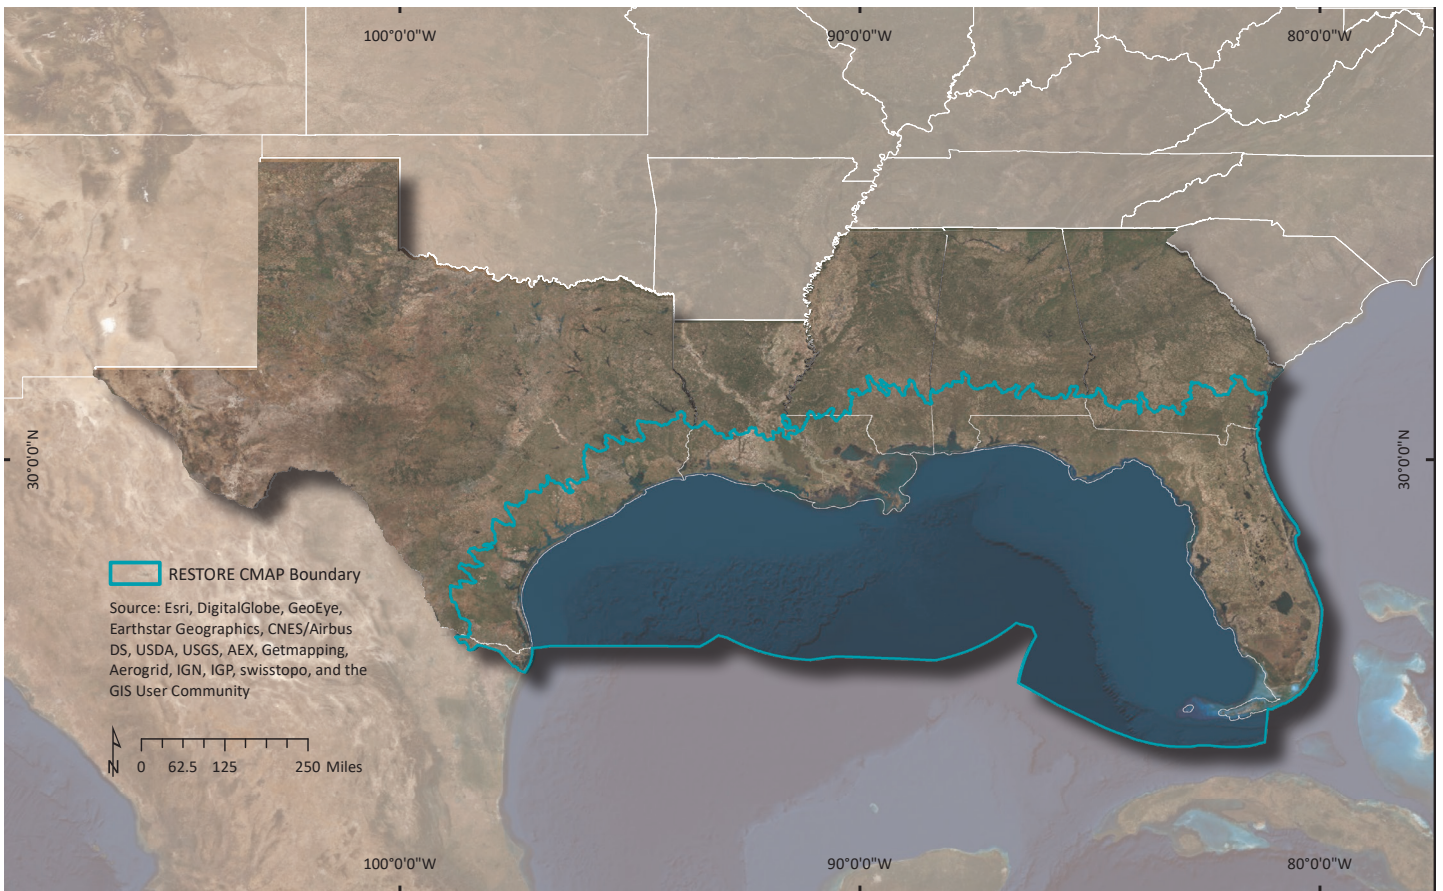 100°0'0"W
90°0'0"W
80°0'0"W
30°0'0"N
30°0'0"N
RESTORE CMAP Boundary
Source: Esri, DigitalGlobe, GeoEye,
Earthstar Geographics, CNES/Airbus
DS, USDA, USGS, AEX, Getmapping,
Aerogrid, IGN, IGP, swisstopo, and the
GIS User Community
N
0 62.5 125 250 Miles
100°0'0"W
90°0'0"W
80°0'0"W